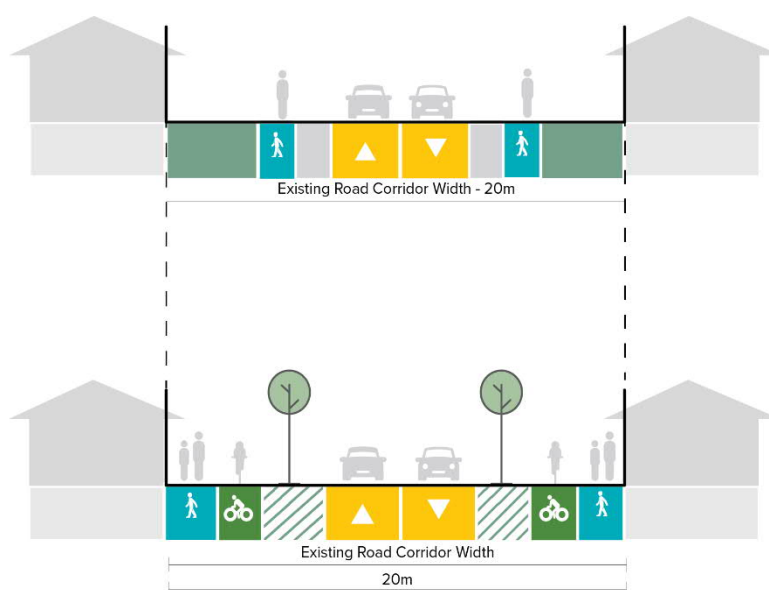 Existing Road Corridor Width - 20m
Existing Road Corridor Width
20m